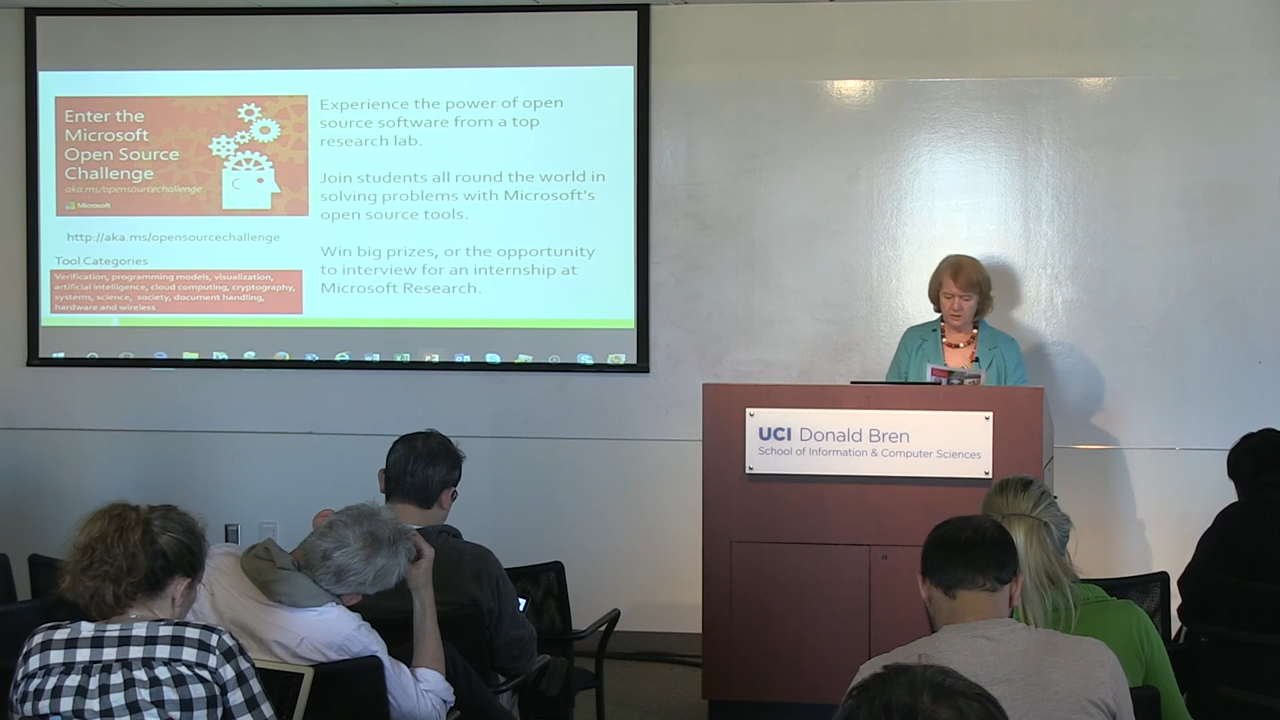 Enter the
Microsoft
Open Source
Challenge
aka.ms/opensourcechallenge
Microsoft
http://aka.ms/opensourcechallenge
Tool Categories
Verification, programming models, visualization,
artificial intelligence, cloud computing, cryptography,
systems, science, society, document handling,
hardware and wireless
Experience the power of open
source software from a top
research lab.
Join students all round the world in
solving problems with Microsoft's
open source tools.
Win big prizes, or the opportunity
to interview for an internship at
Microsoft Research.
UCI Donald Bren
School of Information & Computer Sciences